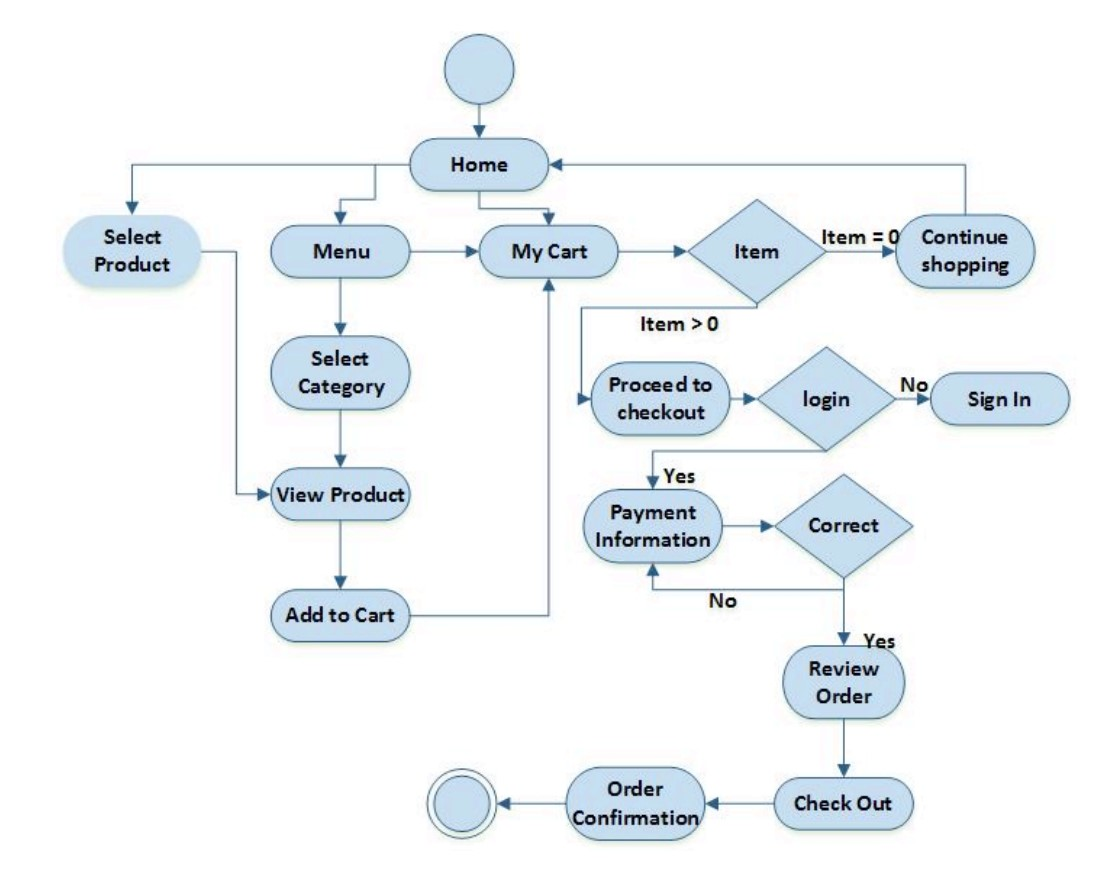 Home
Select
Product
Menu
My Cart
Item
Item = 0
Continue
shopping
Item > 0
Select
Category
Proceed to
checkout
login
No
Sign In
Yes
View Product
Payment
Information
Correct
No
Add to Cart
Yes
Review
Order
Order
Confirmation
Check Out